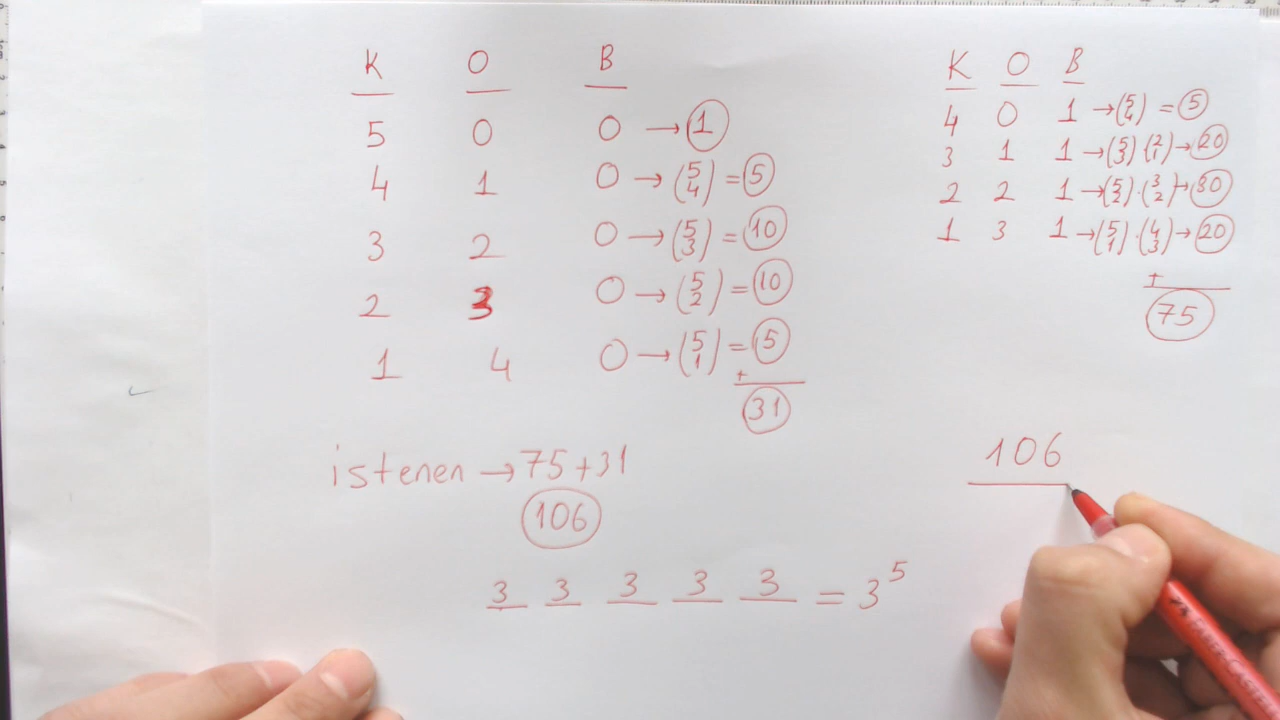 K O B
5 0 0 → 1
4 1 0 → (5 4) = 5
3 2 0 → (5 3) = 10
2 3 0 → (5 2) = 10
1 4 0 → (5 1) = 5
+
31
K O B
4 0 1 → (5 4) = 5
3 1 1 → (5 3) (2 1) → 20
2 2 1 → (5 2) · (3 2) → 30
1 3 1 → (5 1) · (4 3) → 20
+
75
istenen → 75 + 31
106
3 3 3 3 3 = 3⁵
106